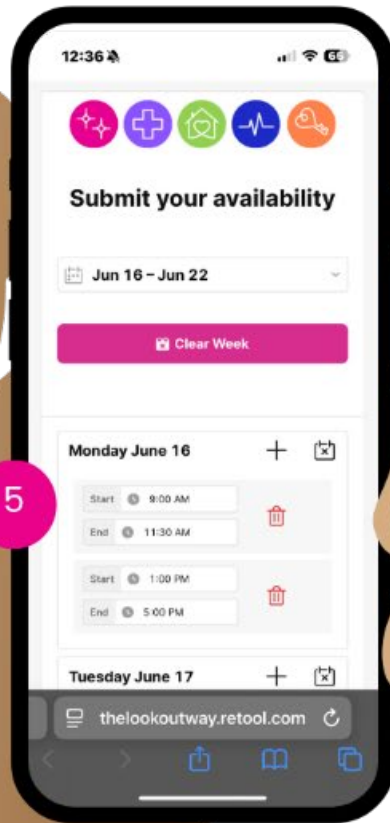 12:36
66
Submit your availability
Jun 16 – Jun 22
Clear Week
5
Monday June 16
Start 9:00 AM
End 11:30 AM
Start 1:00 PM
End 5:00 PM
Tuesday June 17
thelookoutway.retool.com